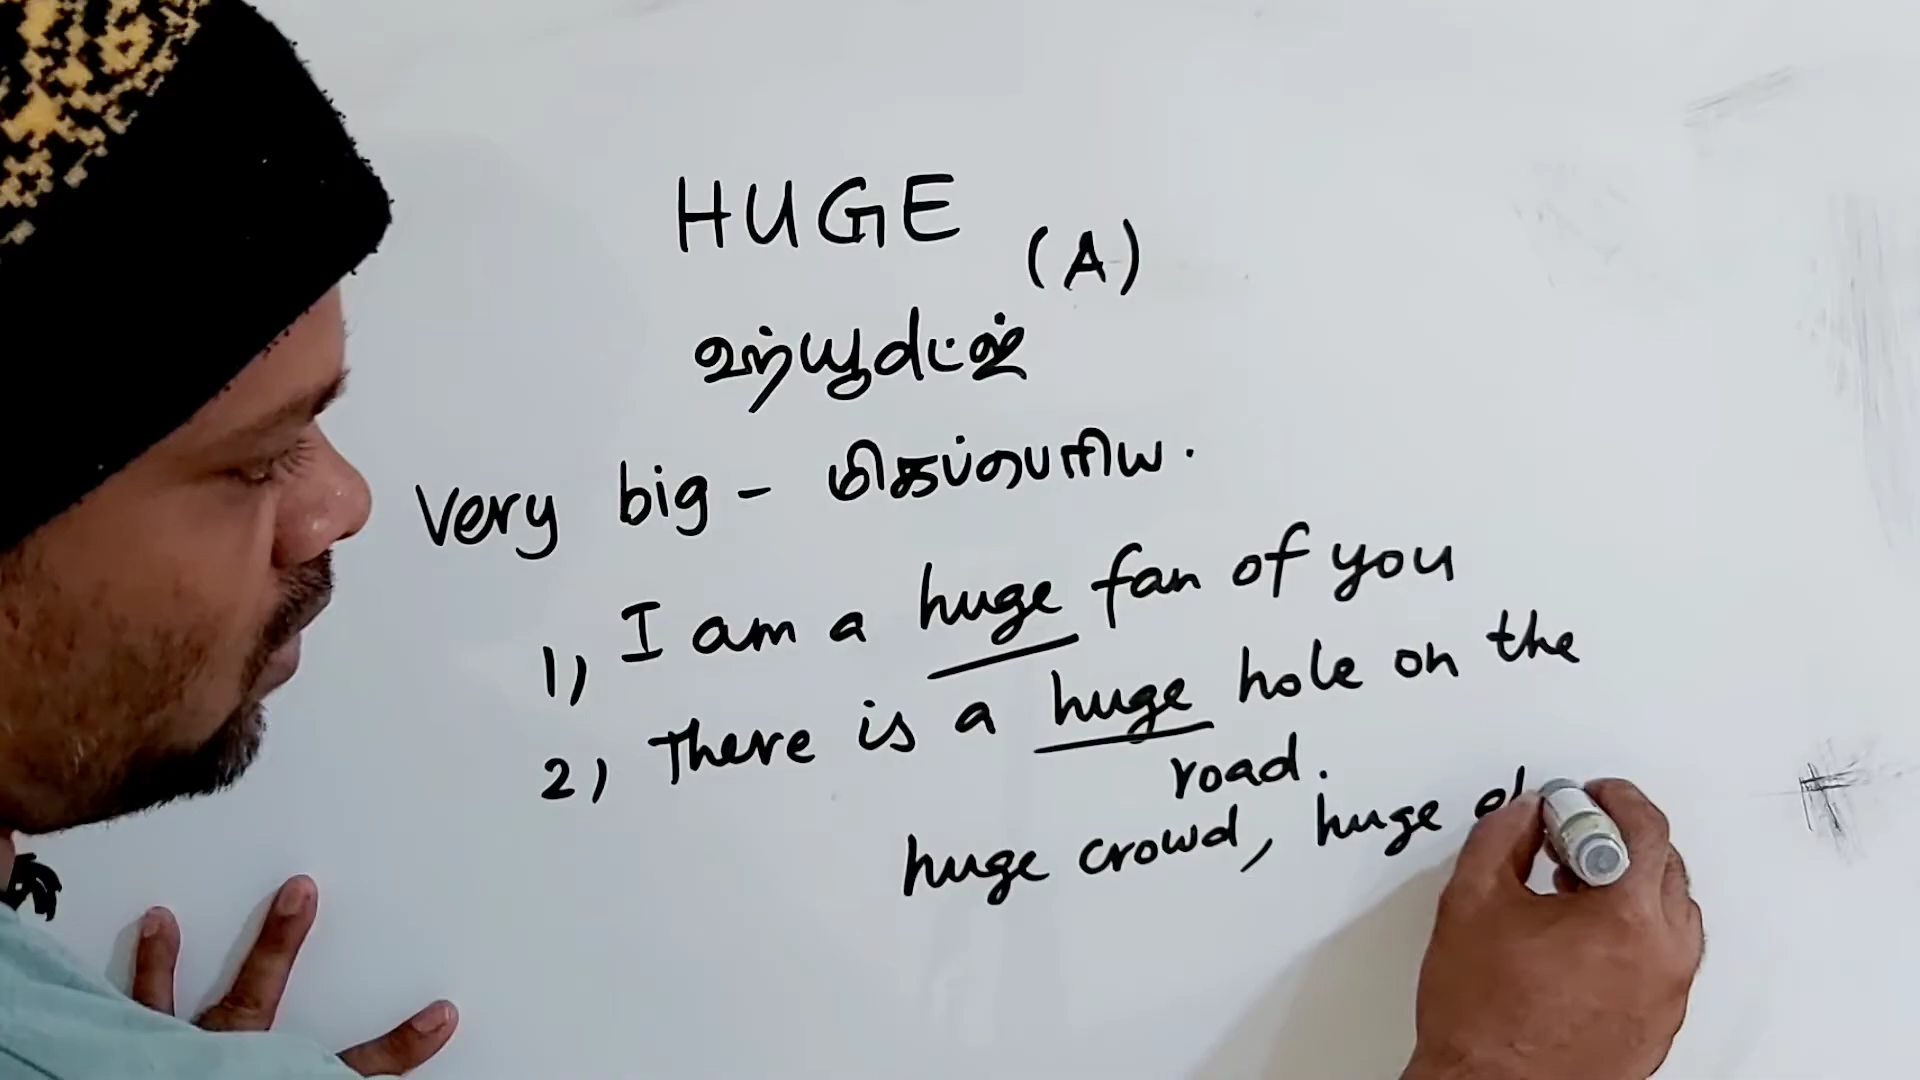 HUGE
(A)
Very big - மிகப்பெரிய.
1, I am a huge fan of you
2, There is a huge hole on the
road.
huge crowd, huge